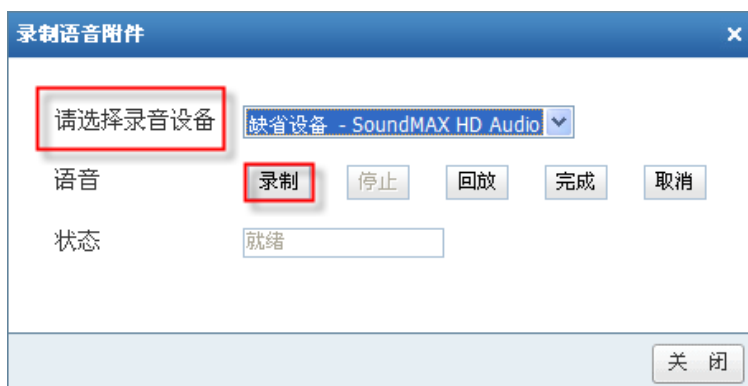 录制语音附件 ×
请选择录音设备 缺省设备 - SoundMAX HD Audio
语音 录制 停止 回放 完成 取消
状态 就绪
关 闭